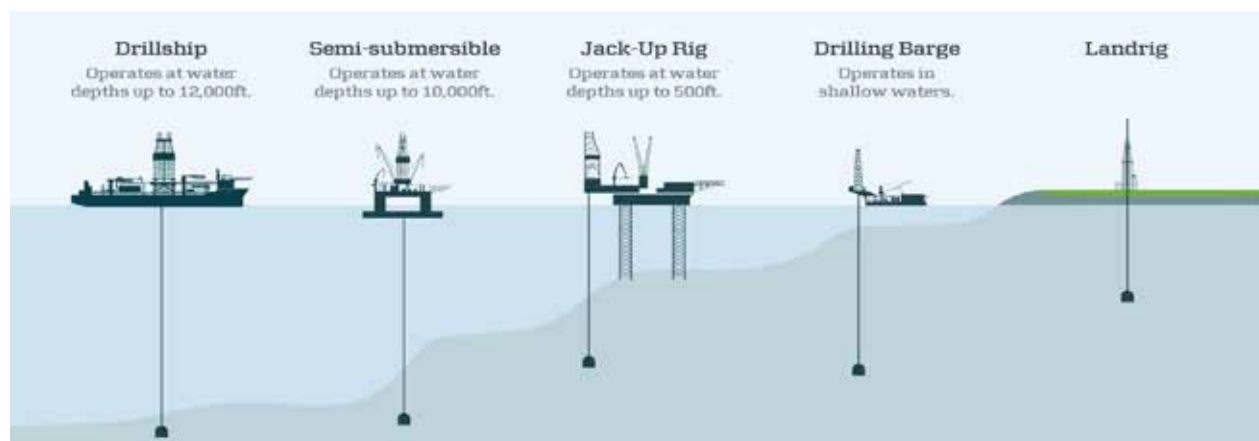 Drillship
Operates at water
depths up to 12,000ft.
Semi-submersible
Operates at water
depths up to 10,000ft.
Jack-Up Rig
Operates at water
depths up to 500ft.
Drilling Barge
Operates in
shallow waters.
Landrig